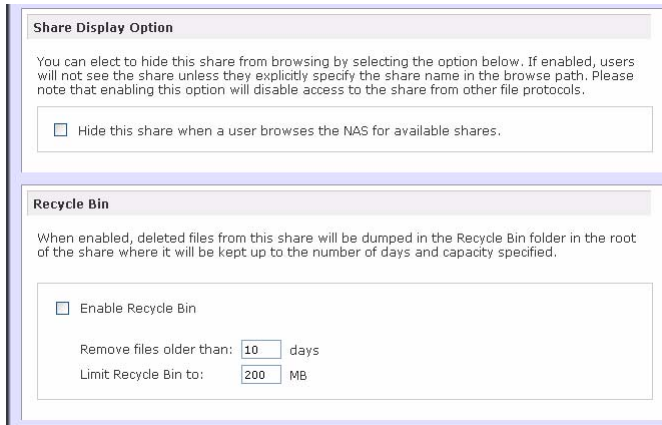 Share Display Option
You can elect to hide this share from browsing by selecting the option below. If enabled, users
will not see the share unless they explicitly specify the share name in the browse path. Please
note that enabling this option will disable access to the share from other file protocols.
Hide this share when a user browses the NAS for available shares.
Recycle Bin
When enabled, deleted files from this share will be dumped in the Recycle Bin folder in the root
of the share where it will be kept up to the number of days and capacity specified.
Enable Recycle Bin
Remove files older than: 10 days
Limit Recycle Bin to: 200 MB